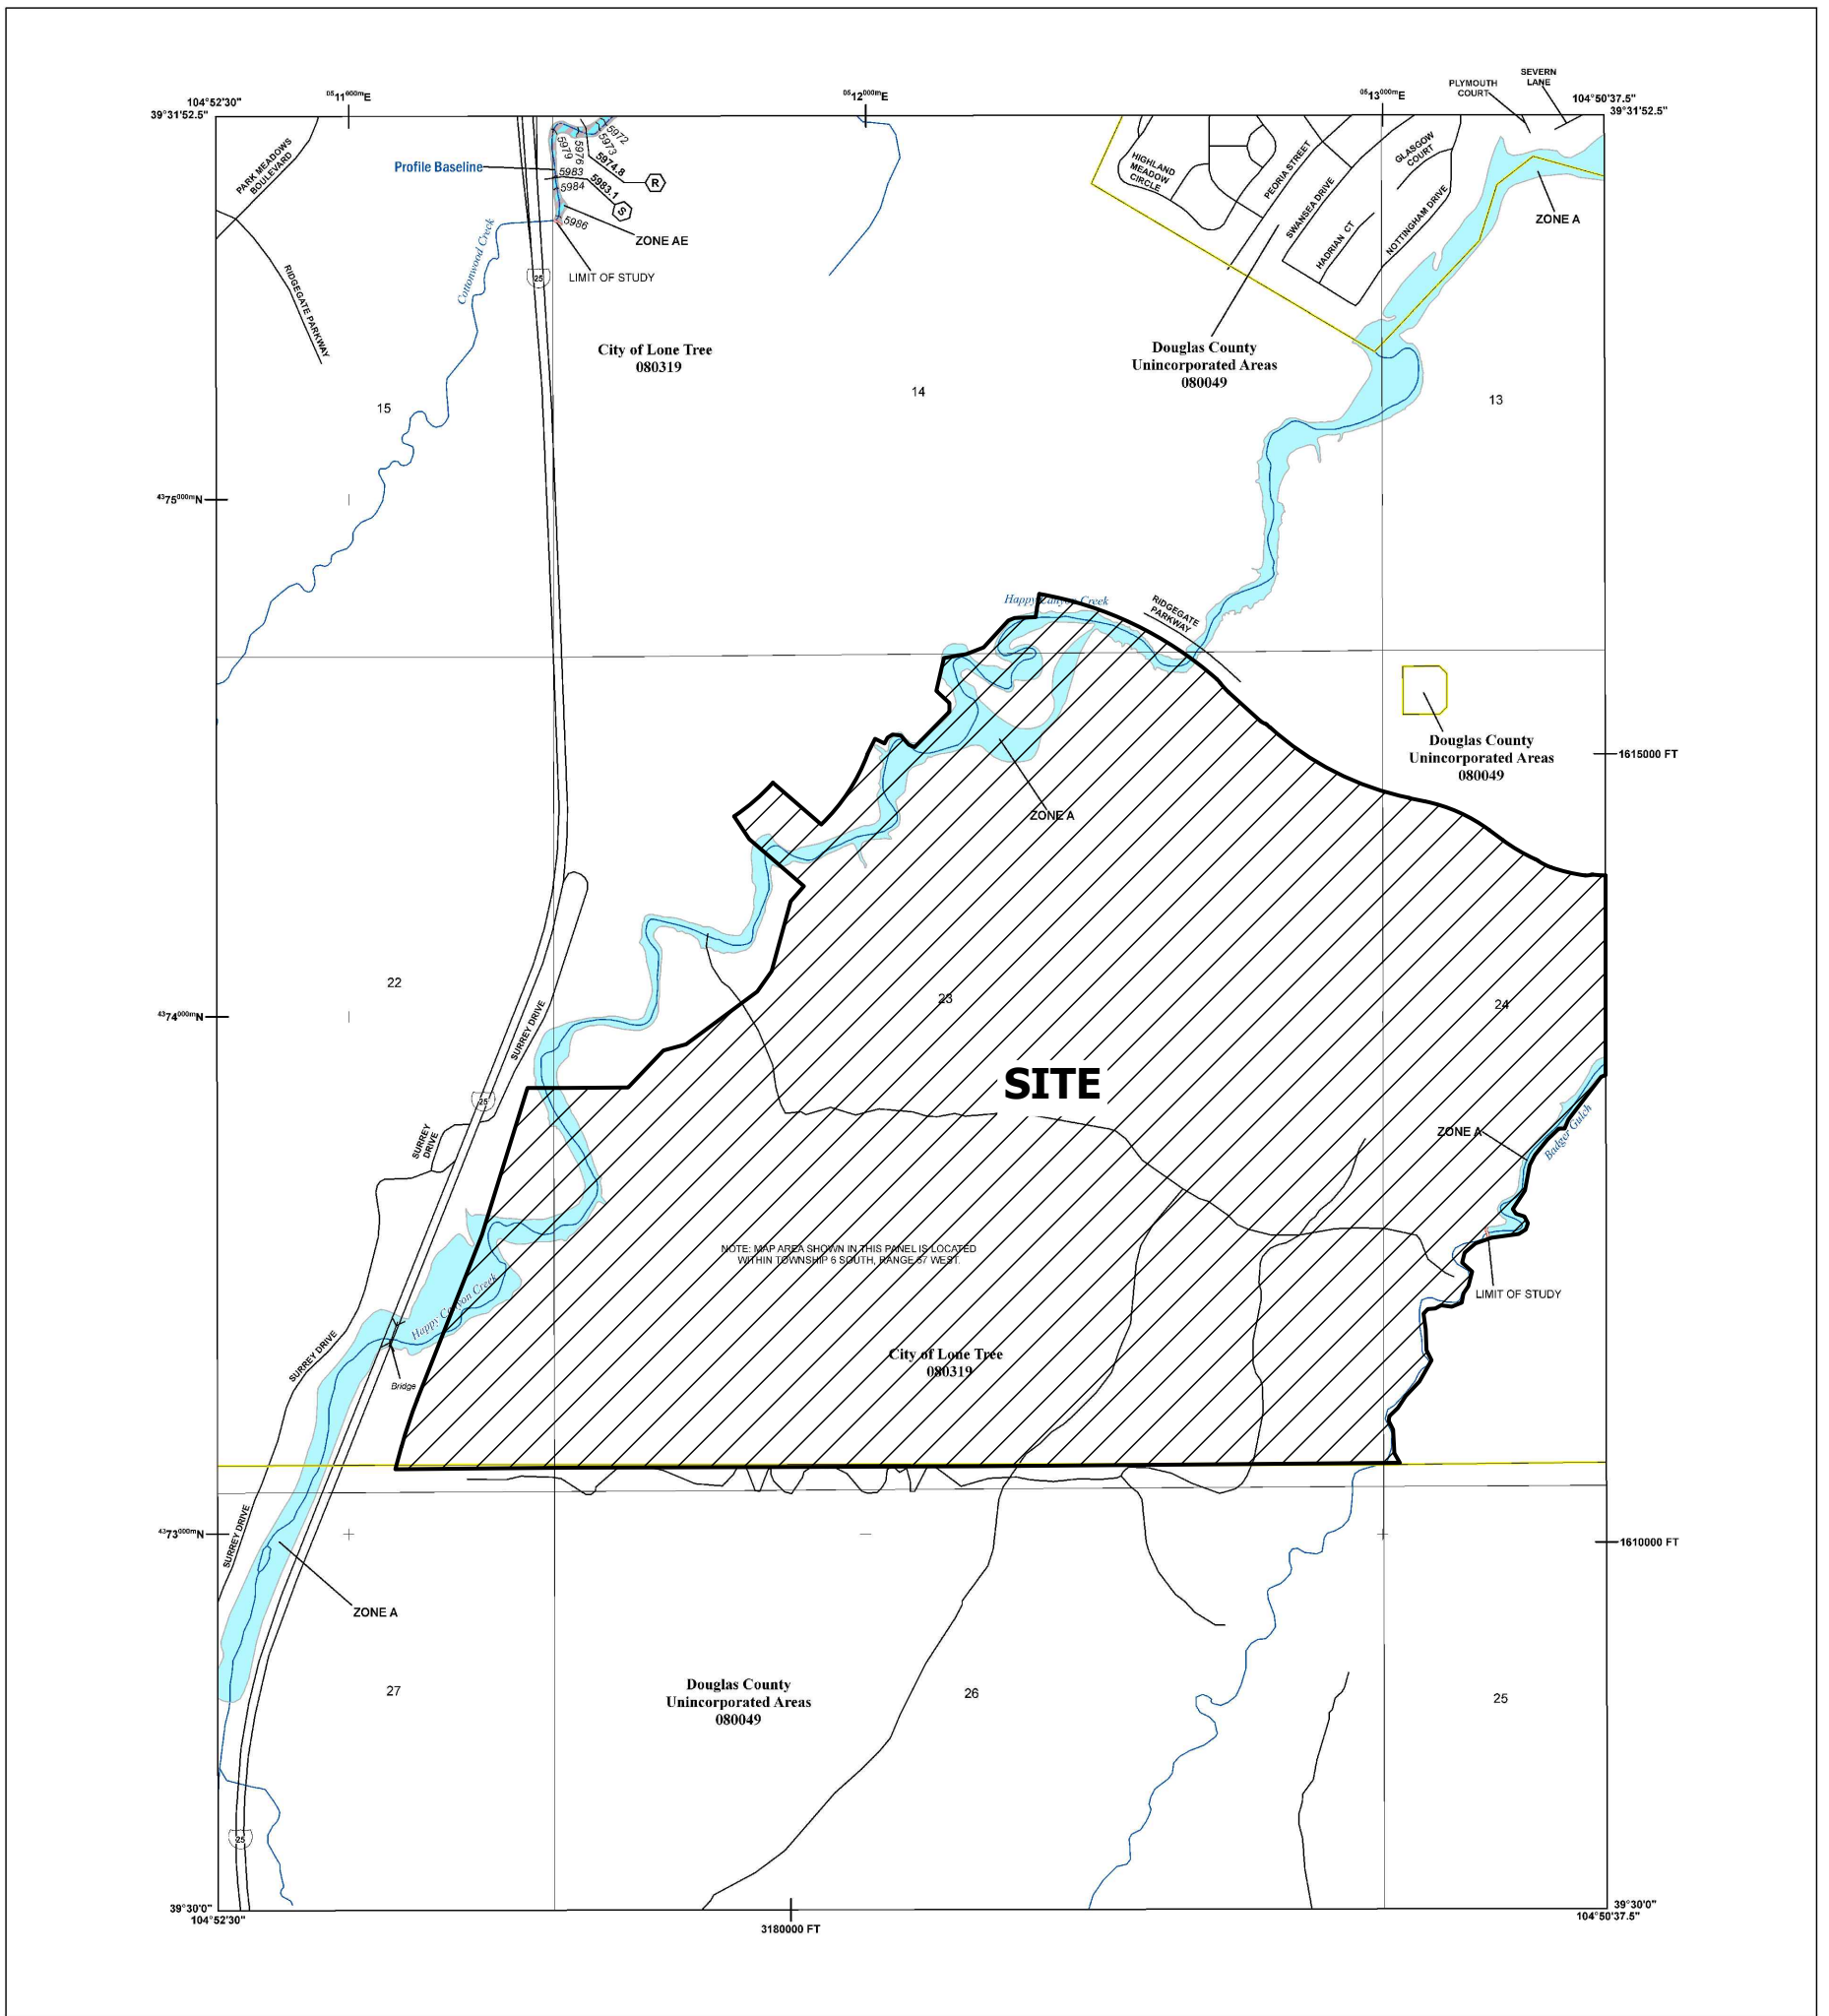 104°52'30"
39°31'52.5"
0511000mE
0512000mE
0513000mE
PLYMOUTH
COURT
SEVERN
LANE
104°50'37.5"
39°31'52.5"
PARK MEADOWS
BOULEVARD
RIDGEGATE PARKWAY
Cottonwood Creek
Profile Baseline
5972
5973
5976
5979
5974.8
R
5983
5984
5983.1
S
5986
ZONE AE
LIMIT OF STUDY
25
HIGHLAND
MEADOW
CIRCLE
PEORIA STREET
SWANSEA DRIVE
GLASGOW
COURT
HADRIAN CT
NOTTINGHAM DRIVE
ZONE A
City of Lone Tree
080319
Douglas County
Unincorporated Areas
080049
15
14
13
4375000mN
Happy Canyon Creek
RIDGEGATE
PARKWAY
Douglas County
Unincorporated Areas
080049
1615000 FT
ZONE A
22
23
24
4374000mN
SURREY DRIVE
25
SURREY
DRIVE
SITE
ZONE A
Badger Gulch
NOTE: MAP AREA SHOWN IN THIS PANEL IS LOCATED
WITHIN TOWNSHIP 6 SOUTH, RANGE 67 WEST.
LIMIT OF STUDY
Happy Canyon Creek
SURREY DRIVE
Bridge
City of Lone Tree
080319
SURREY DRIVE
4373000mN
1610000 FT
ZONE A
27
Douglas County
Unincorporated Areas
080049
26
25
25
39°30'0"
104°52'30"
3180000 FT
39°30'0"
104°50'37.5"